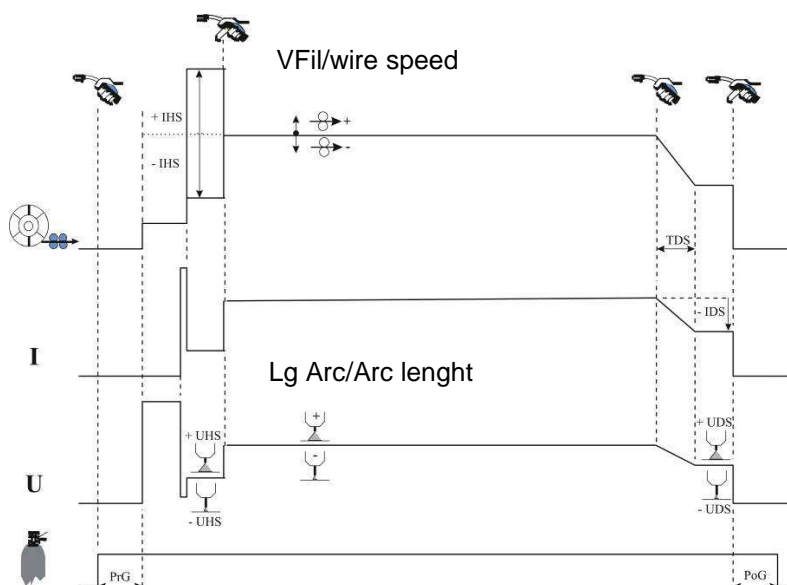 VFil/wire speed
+ IHS
+
- IHS
-
TDS
- IDS
I
Lg Arc/Arc lenght
+ UHS
+
+ UDS
-
U
- UHS
- UDS
PrG
PoG